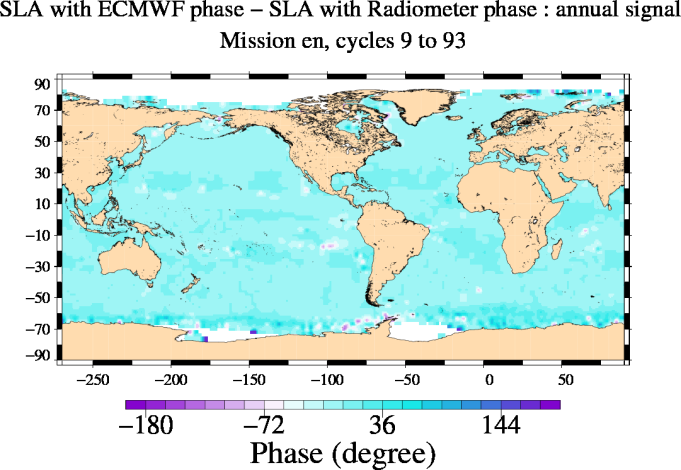 SLA with ECMWF phase − SLA with Radiometer phase : annual signal
Mission en, cycles 9 to 93
90
70
50
30
10
−10
−30
−50
−70
−90
−250 −200 −150 −100 −50 0 50
−180 −72 36 144
Phase (degree)